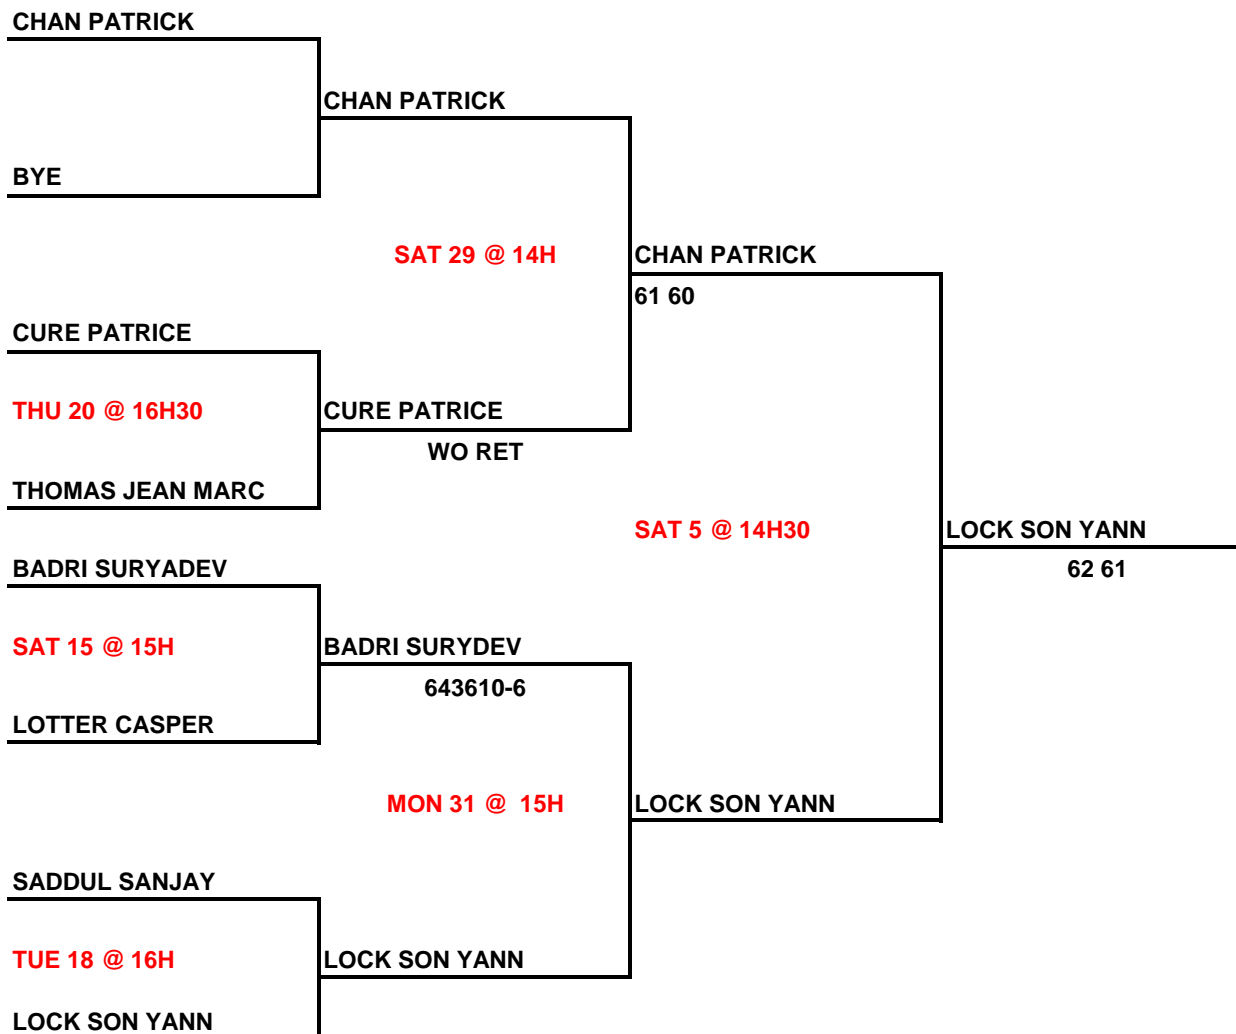 CHAN PATRICK
CHAN PATRICK
BYE
SAT 29 @ 14H
CHAN PATRICK
61 60
CURE PATRICE
THU 20 @ 16H30
CURE PATRICE
WO RET
THOMAS JEAN MARC
SAT 5 @ 14H30
LOCK SON YANN
62 61
BADRI SURYADEV
SAT 15 @ 15H
BADRI SURYDEV
643610-6
LOTTER CASPER
MON 31 @  15H
LOCK SON YANN
SADDUL SANJAY
TUE 18 @ 16H
LOCK SON YANN
LOCK SON YANN